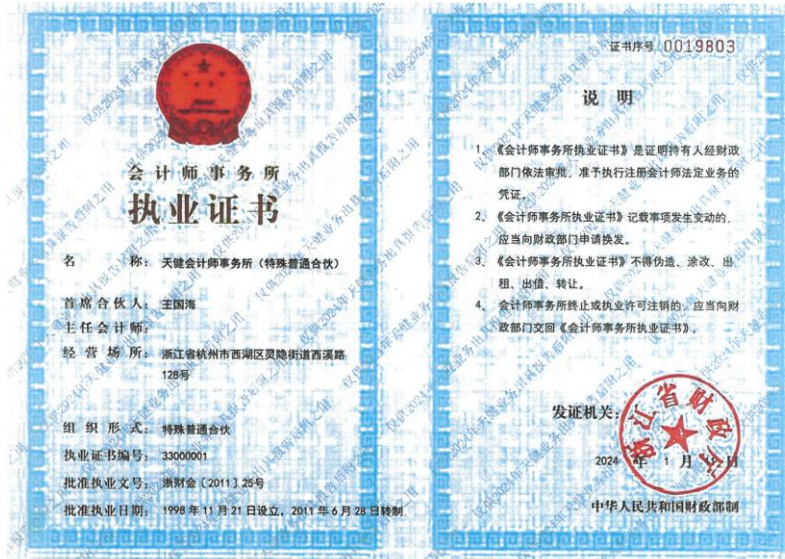 会计师事务所
执业证书
名 称：天健会计师事务所（特殊普通合伙）
首席合伙人：王国海
主任会计师：
经营场所：浙江省杭州市西湖区灵隐街道西溪路
128号
组织形式：特殊普通合伙
执业证书编号：33000001
批准执业文号：浙财会〔2011〕25号
批准执业日期：1998年11月21日设立，2011年6月28日转制
证书序号 0019803
说 明
1、《会计师事务所执业证书》是证明持有人经财政
部门依法审批，准予执行注册会计师法定业务的
凭证。
2、《会计师事务所执业证书》记载事项发生变动的，
应当向财政部门申请换发。
3、《会计师事务所执业证书》不得伪造、涂改、出
租、出借、转让。
4、会计师事务所终止或执业许可注销的，应当向财
政部门交回《会计师事务所执业证书》。
发证机关：
浙江省财政厅
2024 年 1 月 日
中华人民共和国财政部制